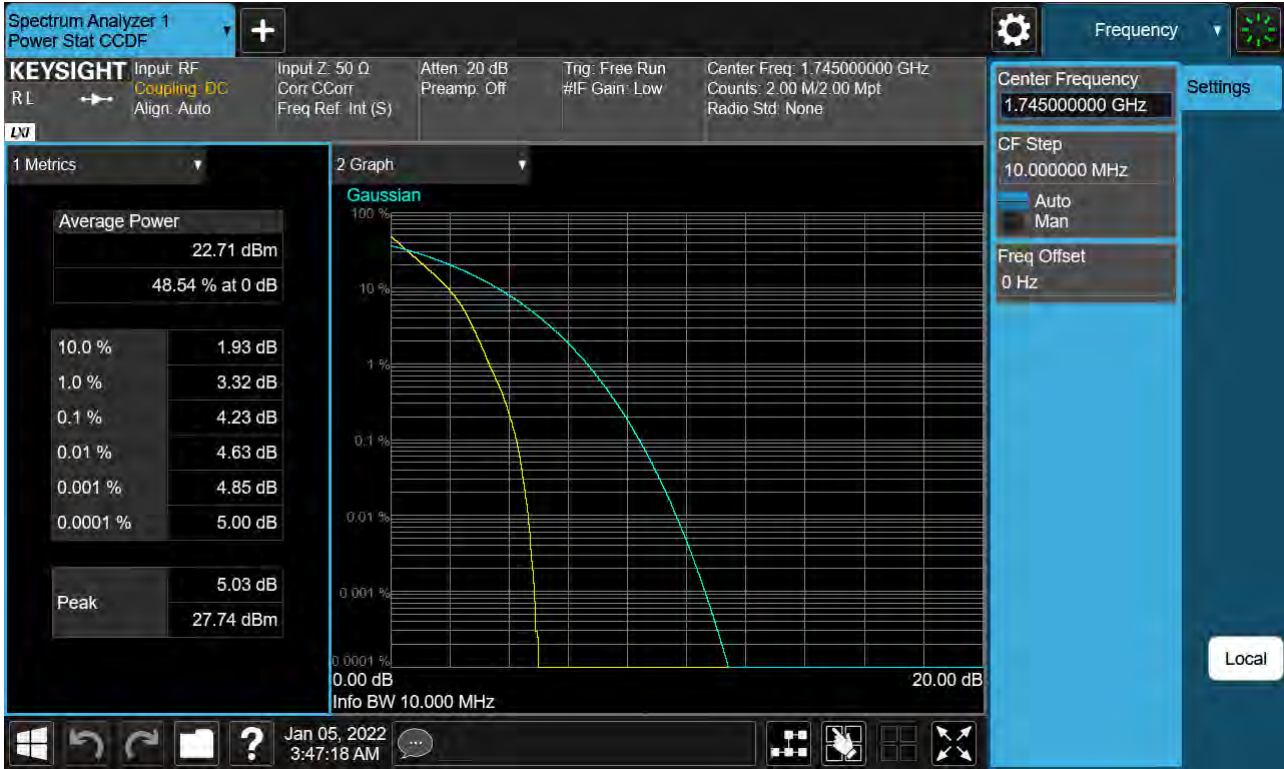 Spectrum Analyzer 1
Power Stat CCDF
Frequency
KEYSIGHT
RL
LXI
Input: RF
Coupling: DC
Align: Auto
Input Z: 50 Ω
Corr CCorr
Freq Ref: Int (S)
Atten: 20 dB
Preamp: Off
Trig: Free Run
#IF Gain: Low
Center Freq: 1.745000000 GHz
Counts: 2.00 M/2.00 Mpt
Radio Std: None
Center Frequency
1.745000000 GHz
Settings
CF Step
10.000000 MHz
Auto
Man
Freq Offset
0 Hz
1 Metrics
Average Power
22.71 dBm
48.54 % at 0 dB
10.0 % 1.93 dB
1.0 % 3.32 dB
0.1 % 4.23 dB
0.01 % 4.63 dB
0.001 % 4.85 dB
0.0001 % 5.00 dB
Peak
5.03 dB
27.74 dBm
2 Graph
Gaussian
100 %
10 %
1 %
0.1 %
0.01 %
0.001 %
0.0001 %
0.00 dB 20.00 dB
Info BW 10.000 MHz
Local
?
Jan 05, 2022
3:47:18 AM